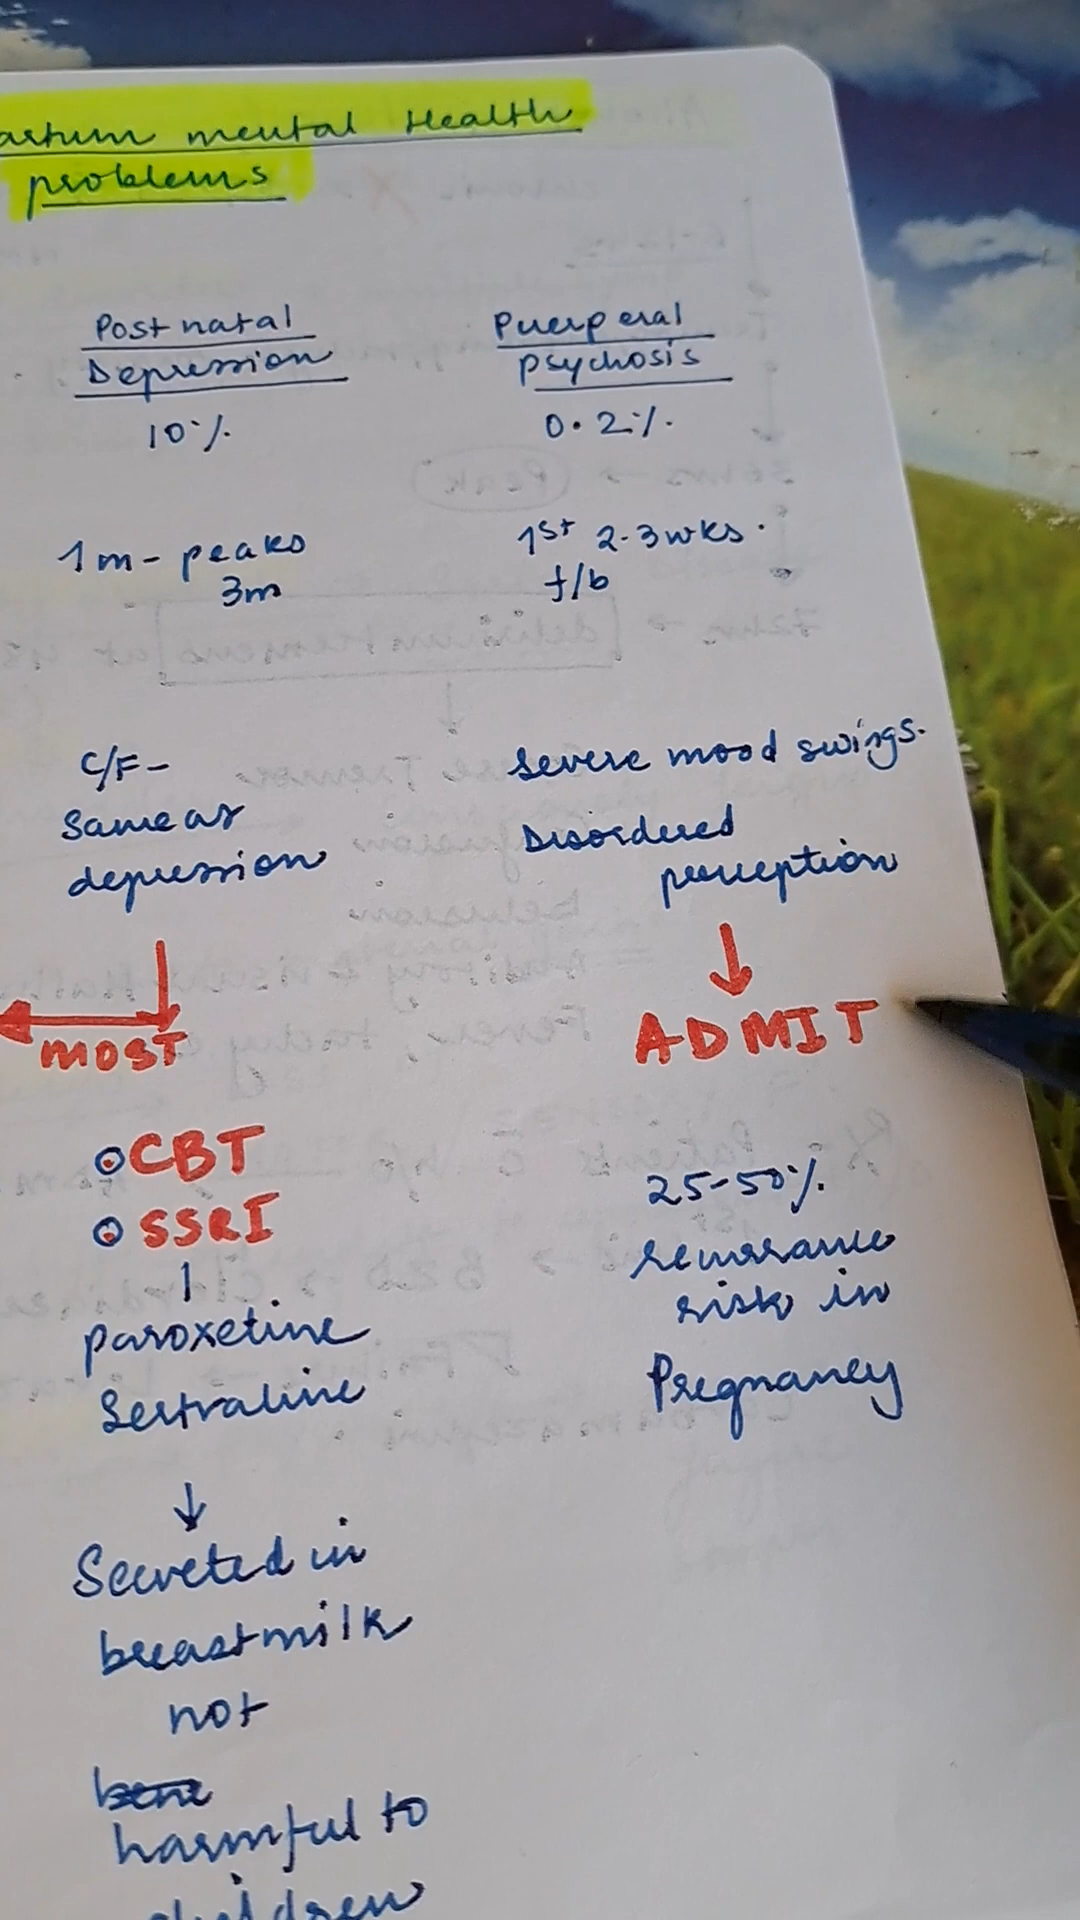 artum mental Health
problems
Post natal
Depression
10%
1m - peaks
3m
C/F -
Same as
depression
MOST
CBT
SSRI
paroxetine
Sertraline
Secreted in
breastmilk
not
harmful to
children
Puerperal
psychosis
0.2%.
1st 2-3wks.
f/b
Severe mood swings.
Disordered
perception
ADMIT
25-50%
recurrance
risk in
Pregnancy